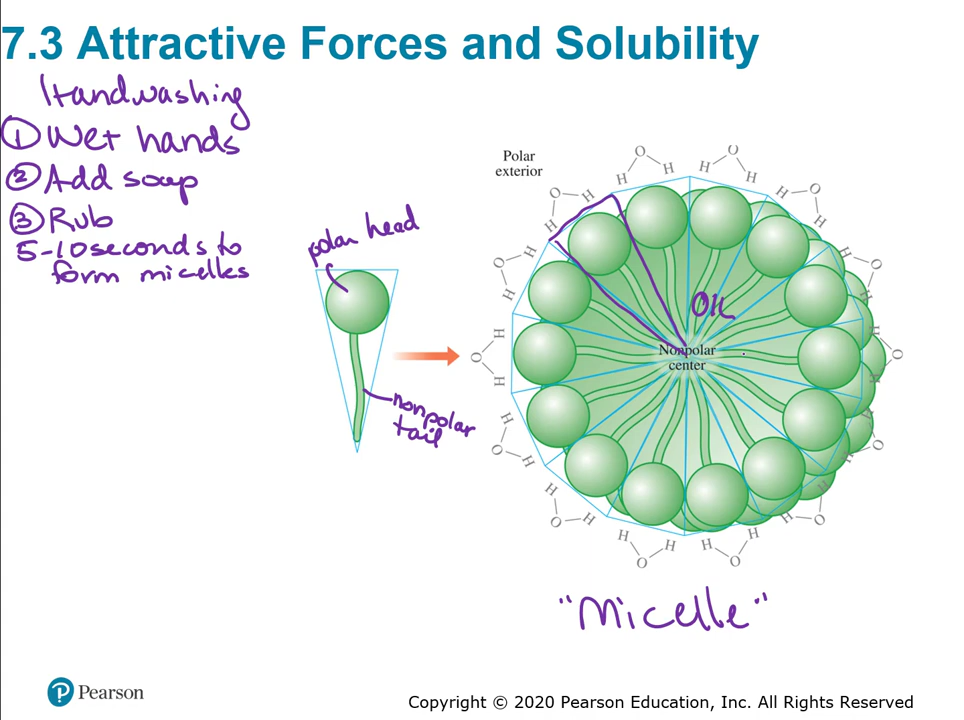 7.3 Attractive Forces and Solubility
Handwashing
① Wet hands
② Add soap
③ Rub
5-10 seconds to
form micelles
polar head
nonpolar
tail
Polar
exterior
Nonpolar
center
"Micelle"
Pearson
Copyright © 2020 Pearson Education, Inc. All Rights Reserved